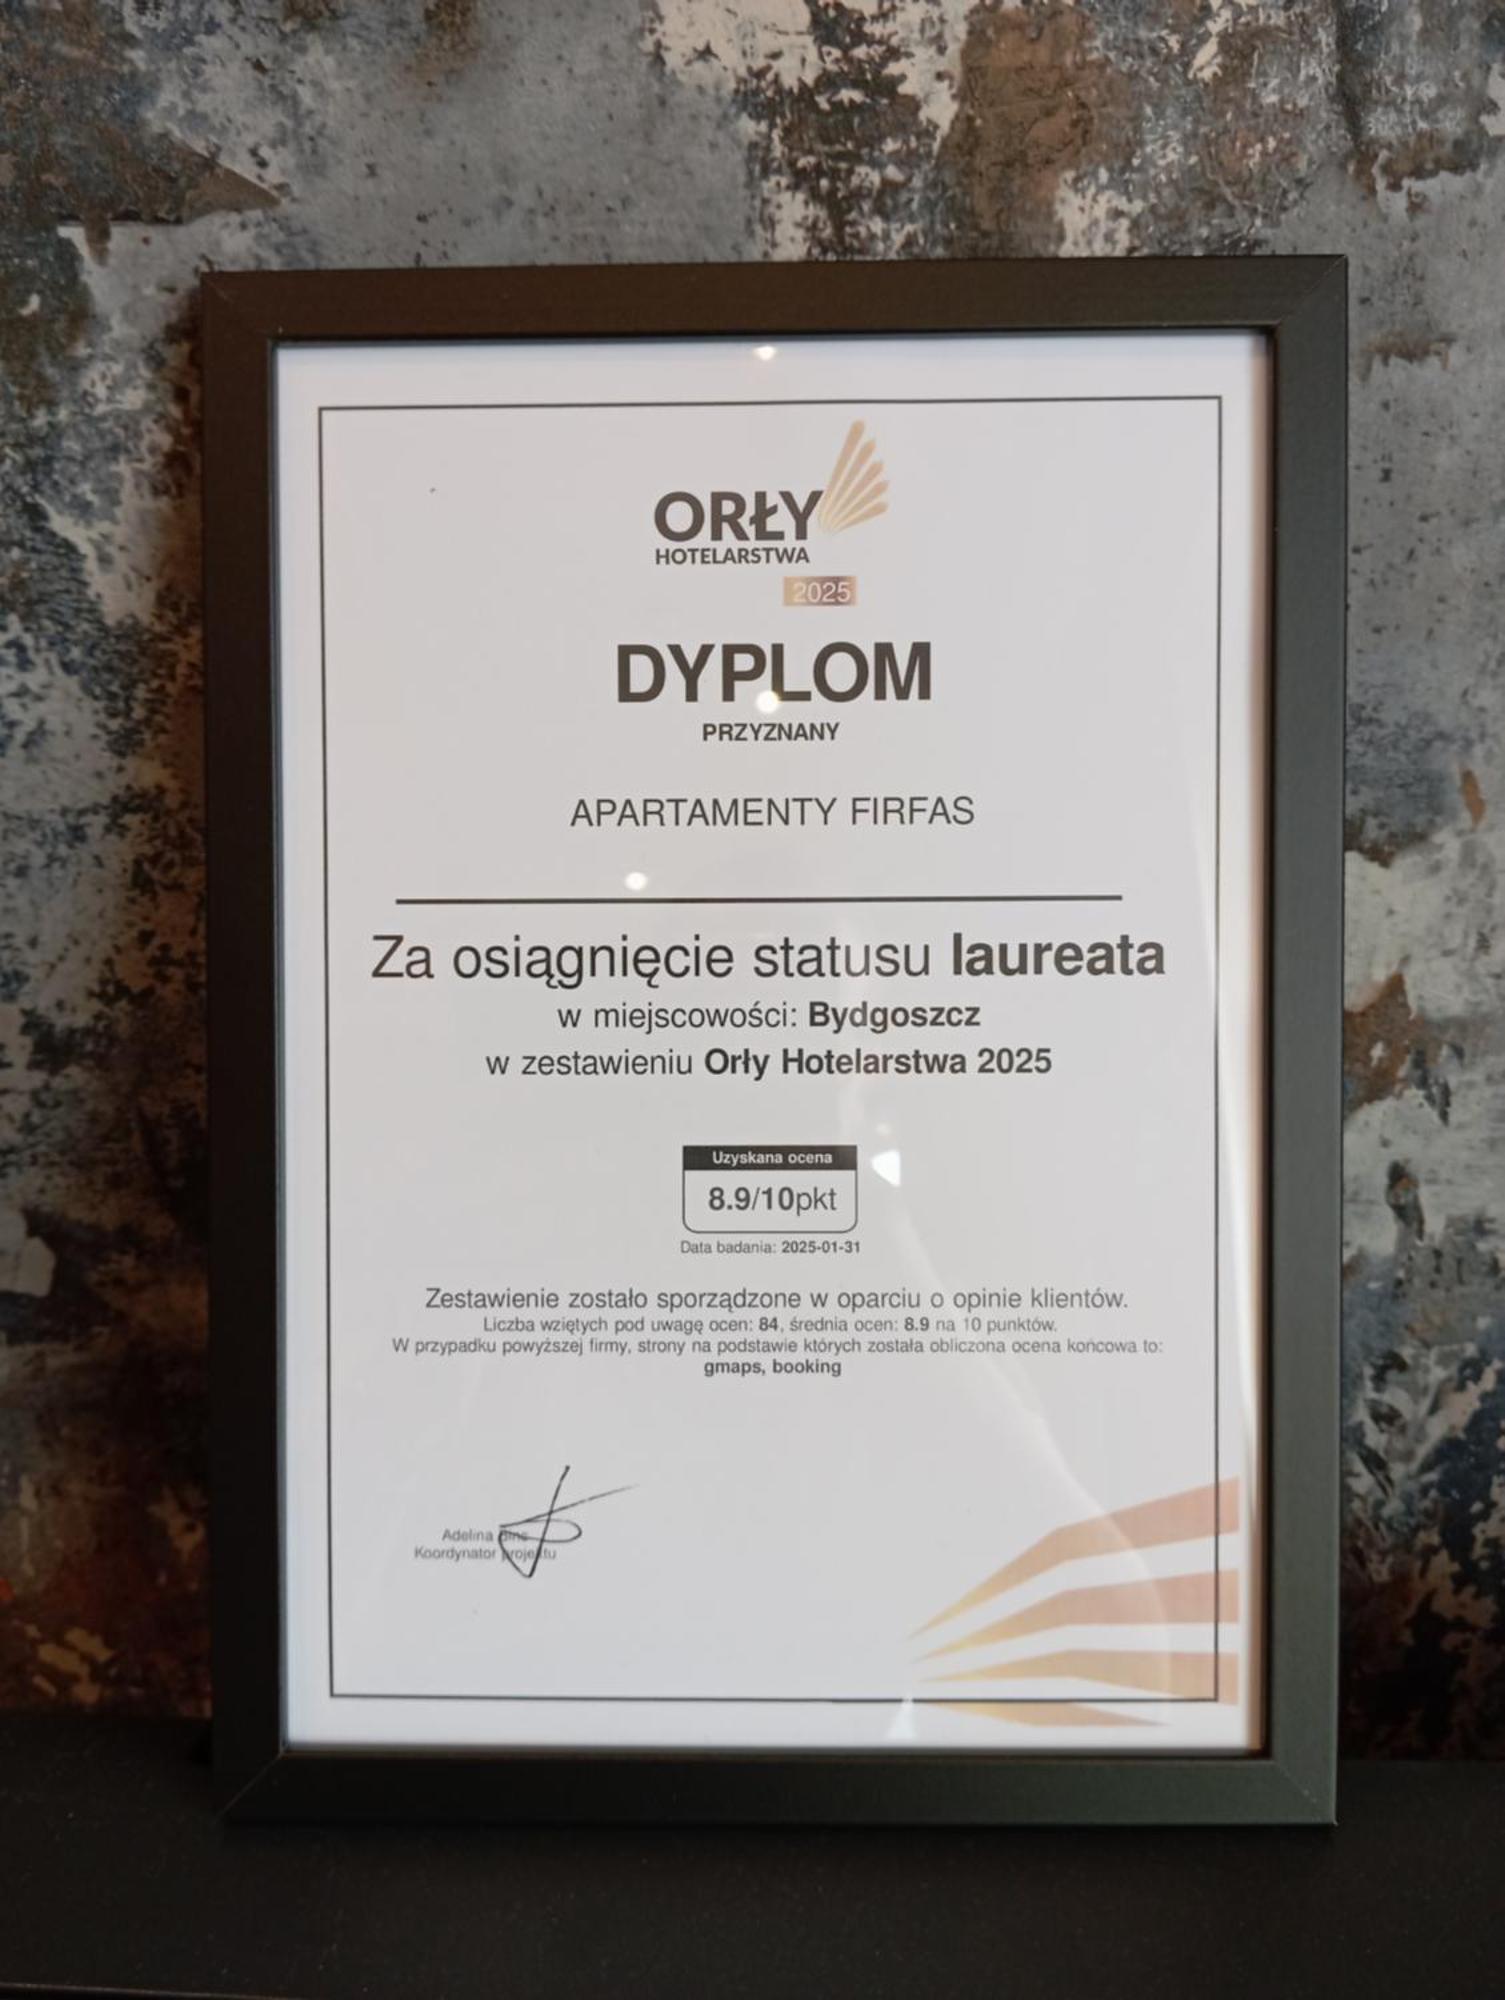 ORŁY
HOTELARSTWA
2025
DYPLOM
PRZYZNANY
APARTAMENTY FIRFAS
Za osiągnięcie statusu laureata
w miejscowości: Bydgoszcz
w zestawieniu Orły Hotelarstwa 2025
Uzyskana ocena
8.9/10pkt
Data badania: 2025-01-31
Zestawienie zostało sporządzone w oparciu o opinie klientów.
Liczba wziętych pod uwagę ocen: 84, średnia ocen: 8.9 na 10 punktów.
W przypadku powyższej firmy, strony na podstawie których została obliczona ocena końcowa to:
gmaps, booking
Adelina
Koordynator projektu